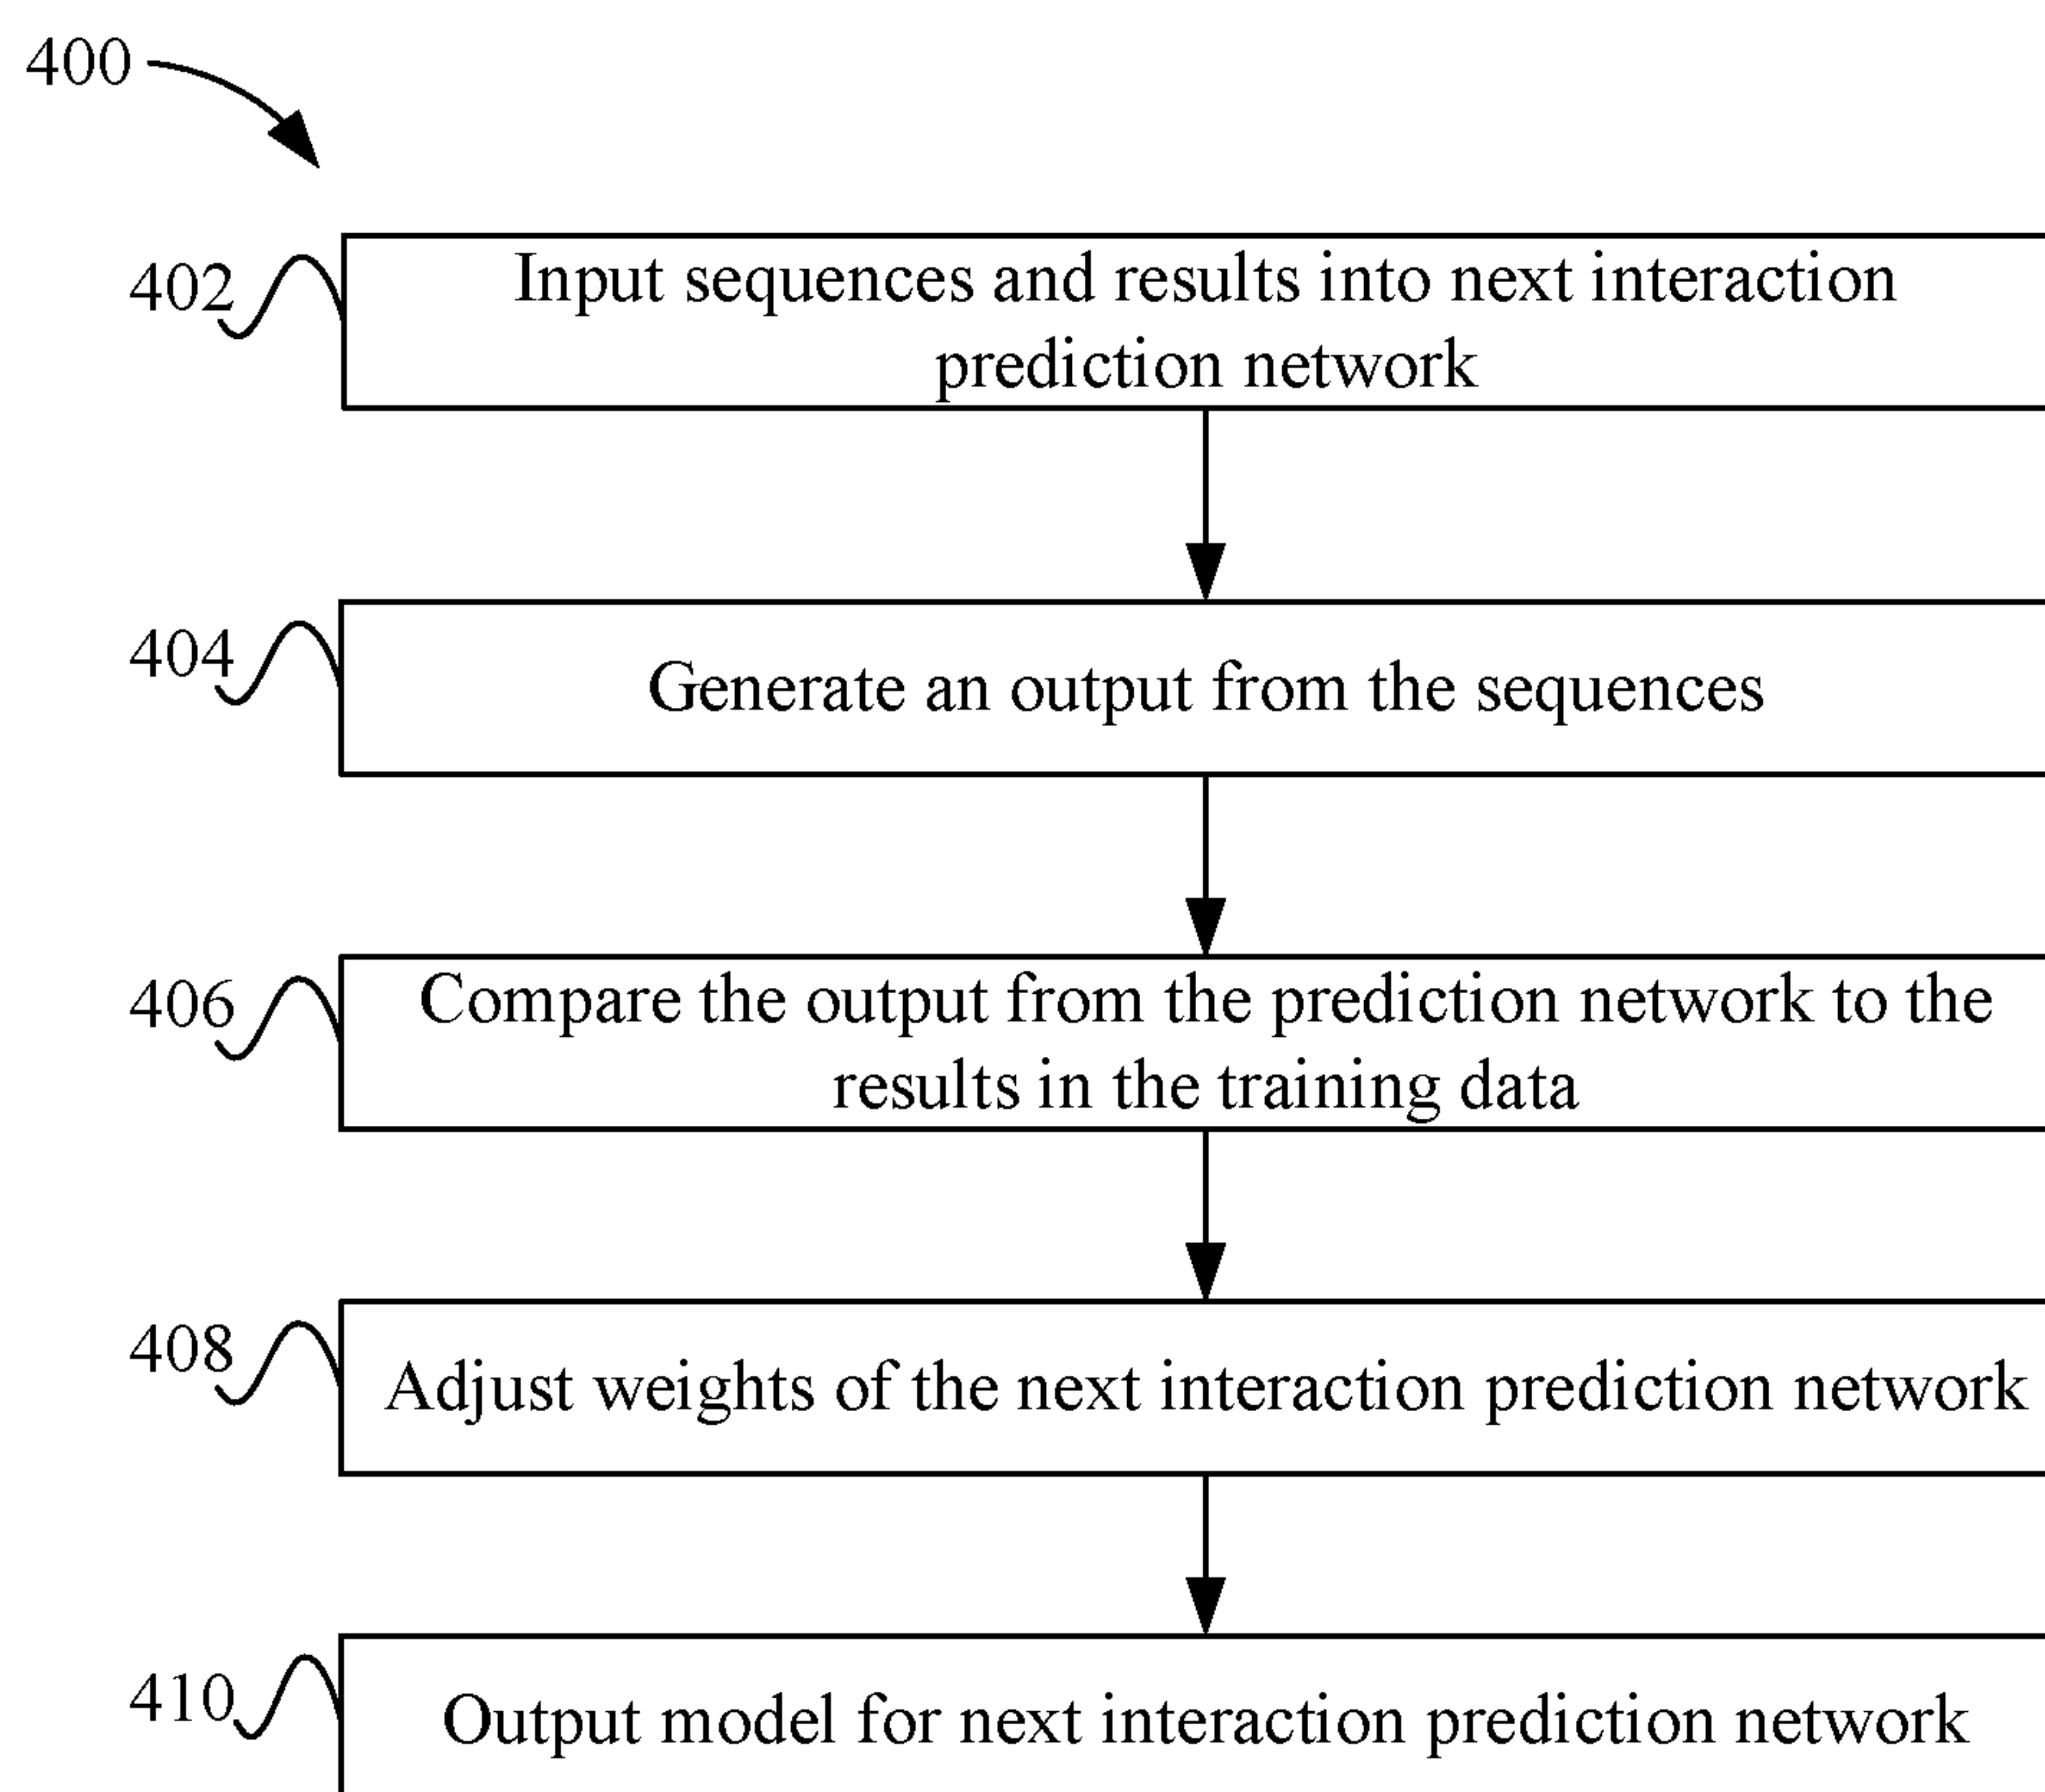 400
402
Input sequences and results into next interaction
prediction network
404
Generate an output from the sequences
406
Compare the output from the prediction network to the
results in the training data
408
Adjust weights of the next interaction prediction network
410
Output model for next interaction prediction network